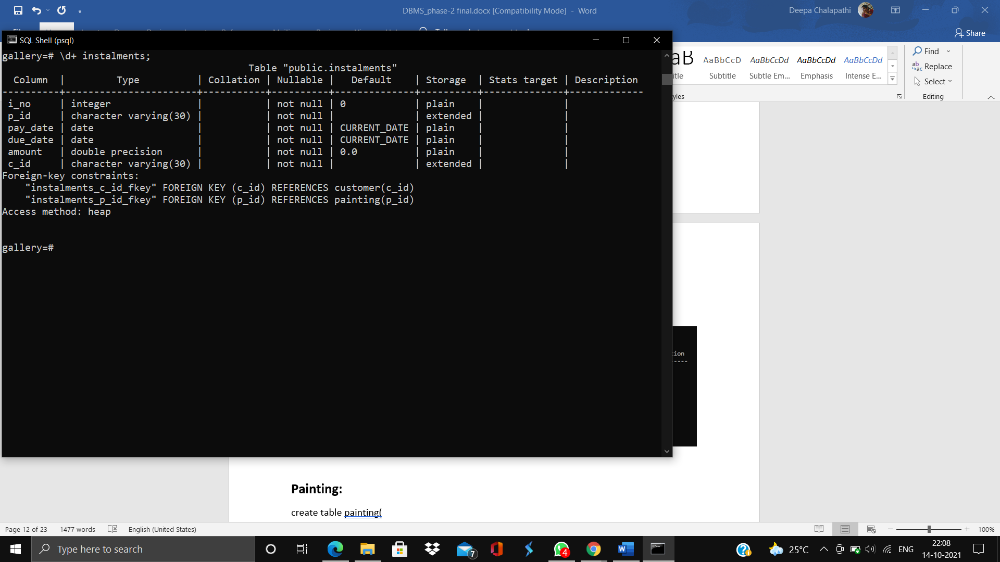 DBMS_phase-2 final.docx [Compatibility Mode] - Word
Deepa Chalapathi
Share
SQL Shell (psql)
gallery=# \d+ instalments;
Table "public.instalments"
Column | Type | Collation | Nullable | Default | Storage | Stats target | Description
----------+-----------------------+-----------+----------+--------------+----------+--------------+-------------
i_no | integer | | not null | 0 | plain | |
p_id | character varying(30) | | not null | | extended | |
pay_date | date | | not null | CURRENT_DATE | plain | |
due_date | date | | not null | CURRENT_DATE | plain | |
amount | double precision | | not null | 0.0 | plain | |
c_id | character varying(30) | | not null | | extended | |
Foreign-key constraints:
"instalments_c_id_fkey" FOREIGN KEY (c_id) REFERENCES customer(c_id)
"instalments_p_id_fkey" FOREIGN KEY (p_id) REFERENCES painting(p_id)
Access method: heap
gallery=#
aB AaBbCcD AaBbCcDd AaBbCcDd AaBbCcDd
itle Subtitle Subtle Em... Emphasis Intense E...
yles
Find
Replace
Select
Editing
tion
-----
Painting:
create table painting(
Page 12 of 23 1477 words English (United States) 100%
Type here to search
7
4
25°C
ENG
22:08
14-10-2021